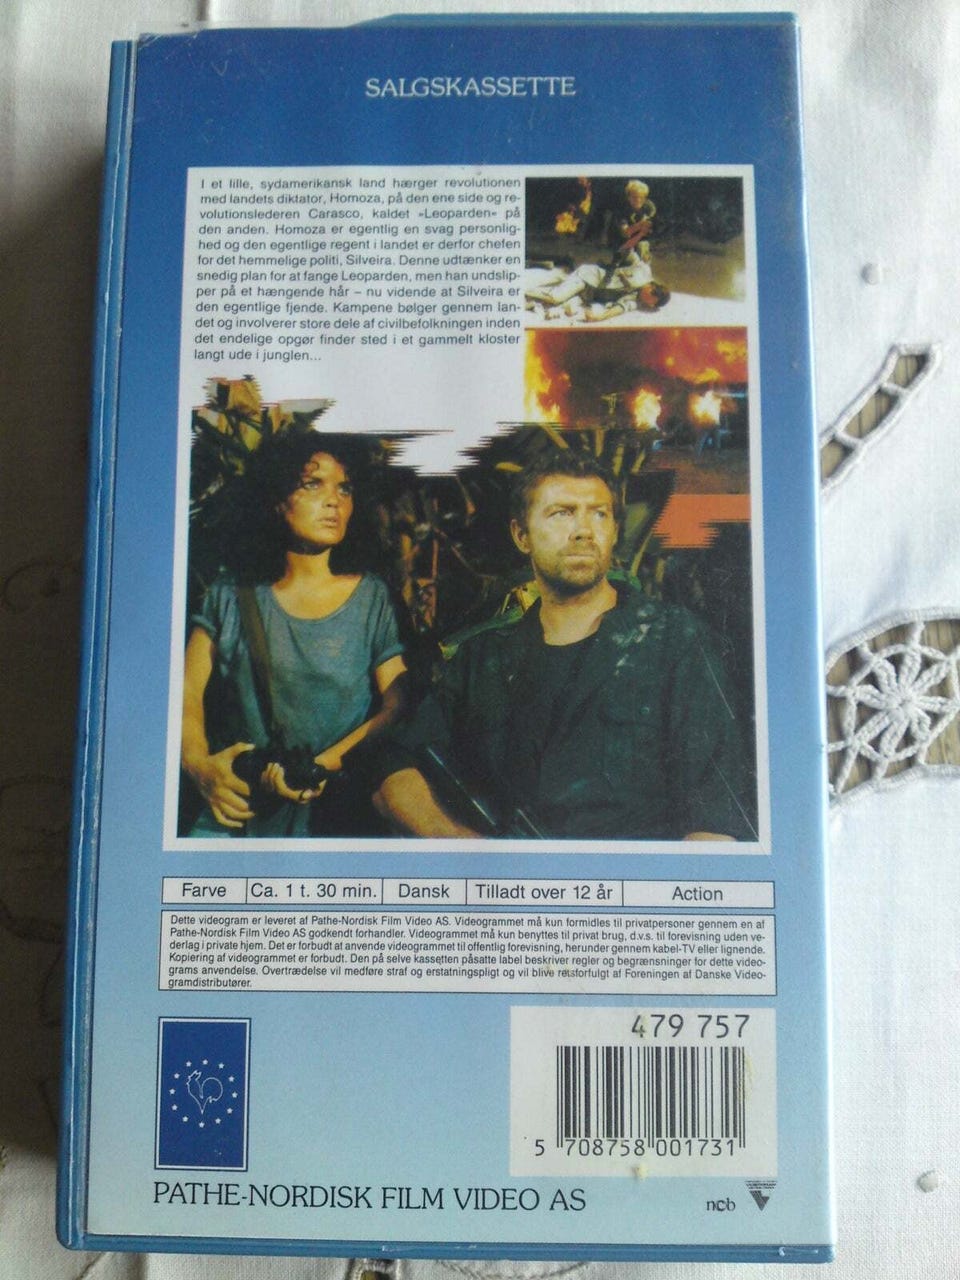 SALGSKASSETTE
I et lille, sydamerikansk land hærger revolutionen
med landets diktator, Homoza, på den ene side og re-
volutionslederen Carasco, kaldet »Leoparden« på
den anden. Homoza er egentlig en svag personlig-
hed og den egentlige regent i landet er derfor chefen
for det hemmelige politi, Silveira. Denne udtænker en
snedig plan for at fange Leoparden, men han undslip-
per på et hængende hår – nu vidende at Silveira er
den egentlige fjende. Kampene bølger gennem lan-
det og involverer store dele af civilbefolkningen inden
det endelige opgør finder sted i et gammelt kloster
langt ude i junglen...
Farve Ca. 1 t. 30 min. Dansk Tilladt over 12 år Action
Dette videogram er leveret af Pathe-Nordisk Film Video AS. Videogrammet må kun formidles til privatpersoner gennem en af
Pathe-Nordisk Film Video AS godkendt forhandler. Videogrammet må kun benyttes til privat brug, d.v.s. til forevisning uden ve-
derlag i private hjem. Det er forbudt at anvende videogrammet til offentlig forevisning, herunder gennem kabel-TV eller lignende.
Kopiering af videogrammet er forbudt. Den på selve kassetten påsatte label beskriver regler og begrænsninger for dette video-
grams anvendelse. Overtrædelse vil medføre straf og erstatningspligt og vil blive retsforfulgt af Foreningen af Danske Video-
gramdistributører.
479 757
5 708758 001731
PATHE-NORDISK FILM VIDEO AS
ncb